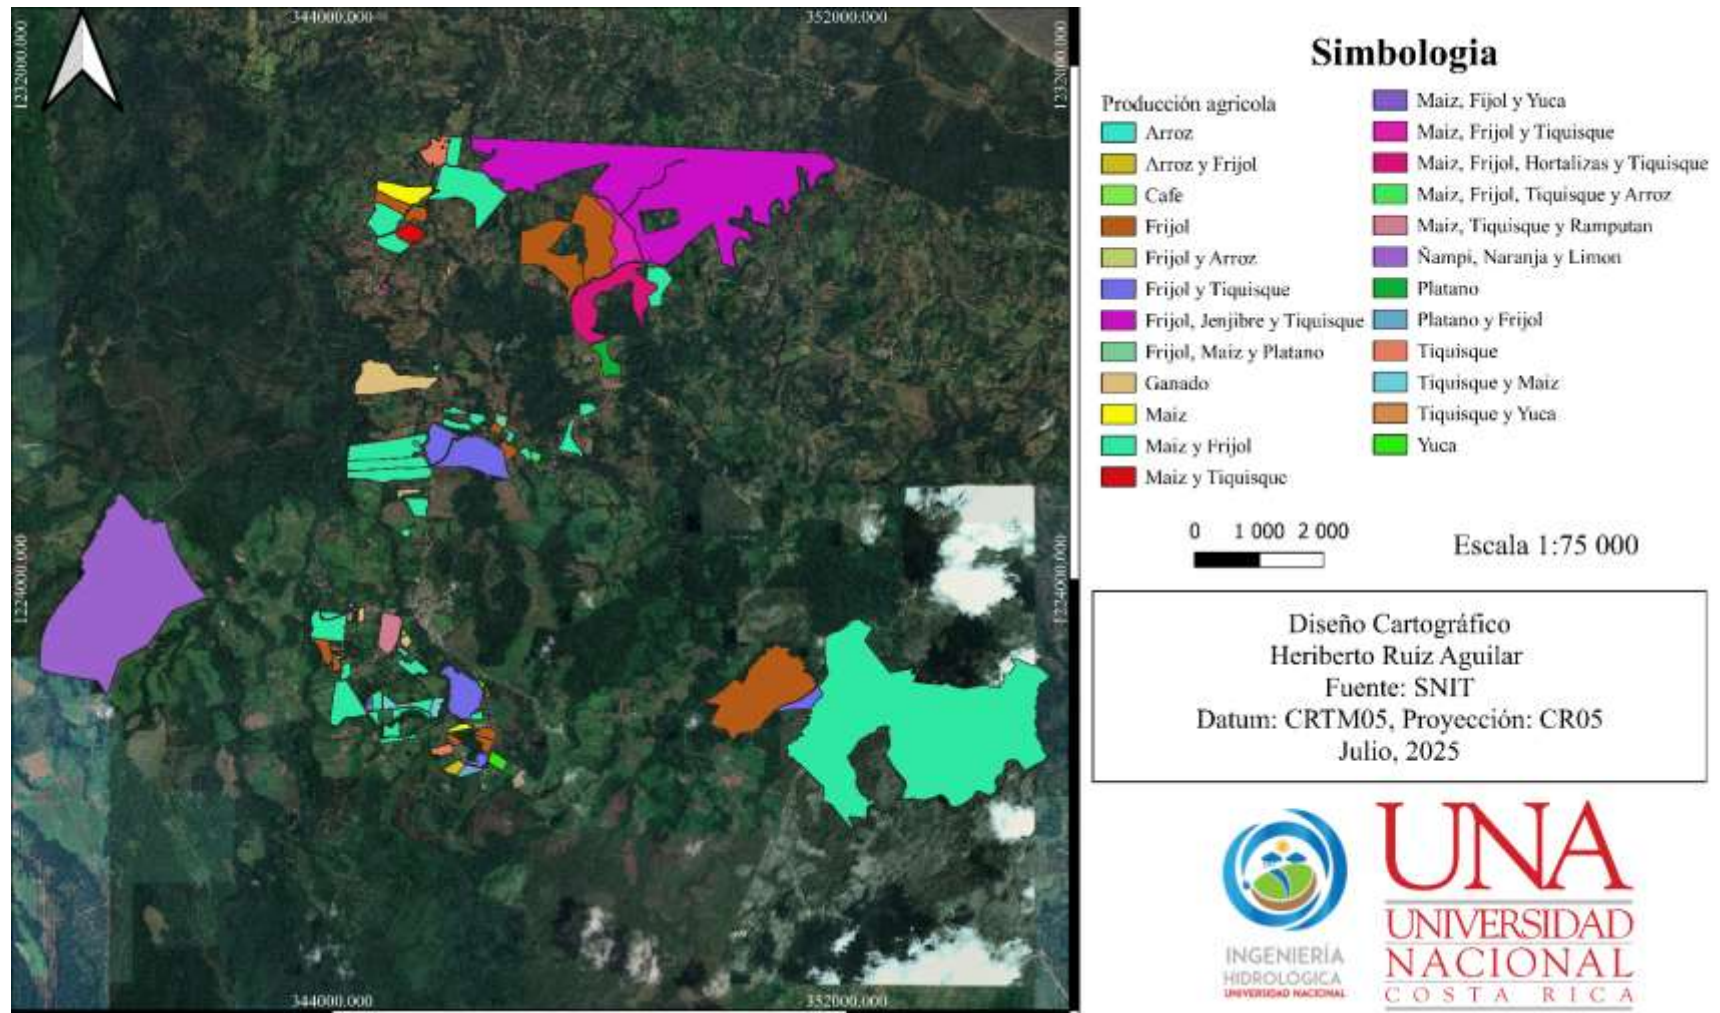 344000.000
352000.000
1232000.000
1232000.000
1224000.000
1224000.000
344000.000
352000.000
Simbologia
Producción agricola
Arroz
Arroz y Frijol
Cafe
Frijol
Frijol y Arroz
Frijol y Tiquisque
Frijol, Jenjibre y Tiquisque
Frijol, Maiz y Platano
Ganado
Maiz
Maiz y Frijol
Maiz y Tiquisque
Maiz, Fijol y Yuca
Maiz, Frijol y Tiquisque
Maiz, Frijol, Hortalizas y Tiquisque
Maiz, Frijol, Tiquisque y Arroz
Maiz, Tiquisque y Ramputan
Ñampi, Naranja y Limon
Platano
Platano y Frijol
Tiquisque
Tiquisque y Maiz
Tiquisque y Yuca
Yuca
0 1 000 2 000
Escala 1:75 000
Diseño Cartográfico
Heriberto Ruíz Aguilar
Fuente: SNIT
Datum: CRTM05, Proyección: CR05
Julio, 2025
INGENIERÍA
HIDROLOGICA
UNIVERSIDAD NACIONAL
UNA
UNIVERSIDAD
NACIONAL
COSTA RICA